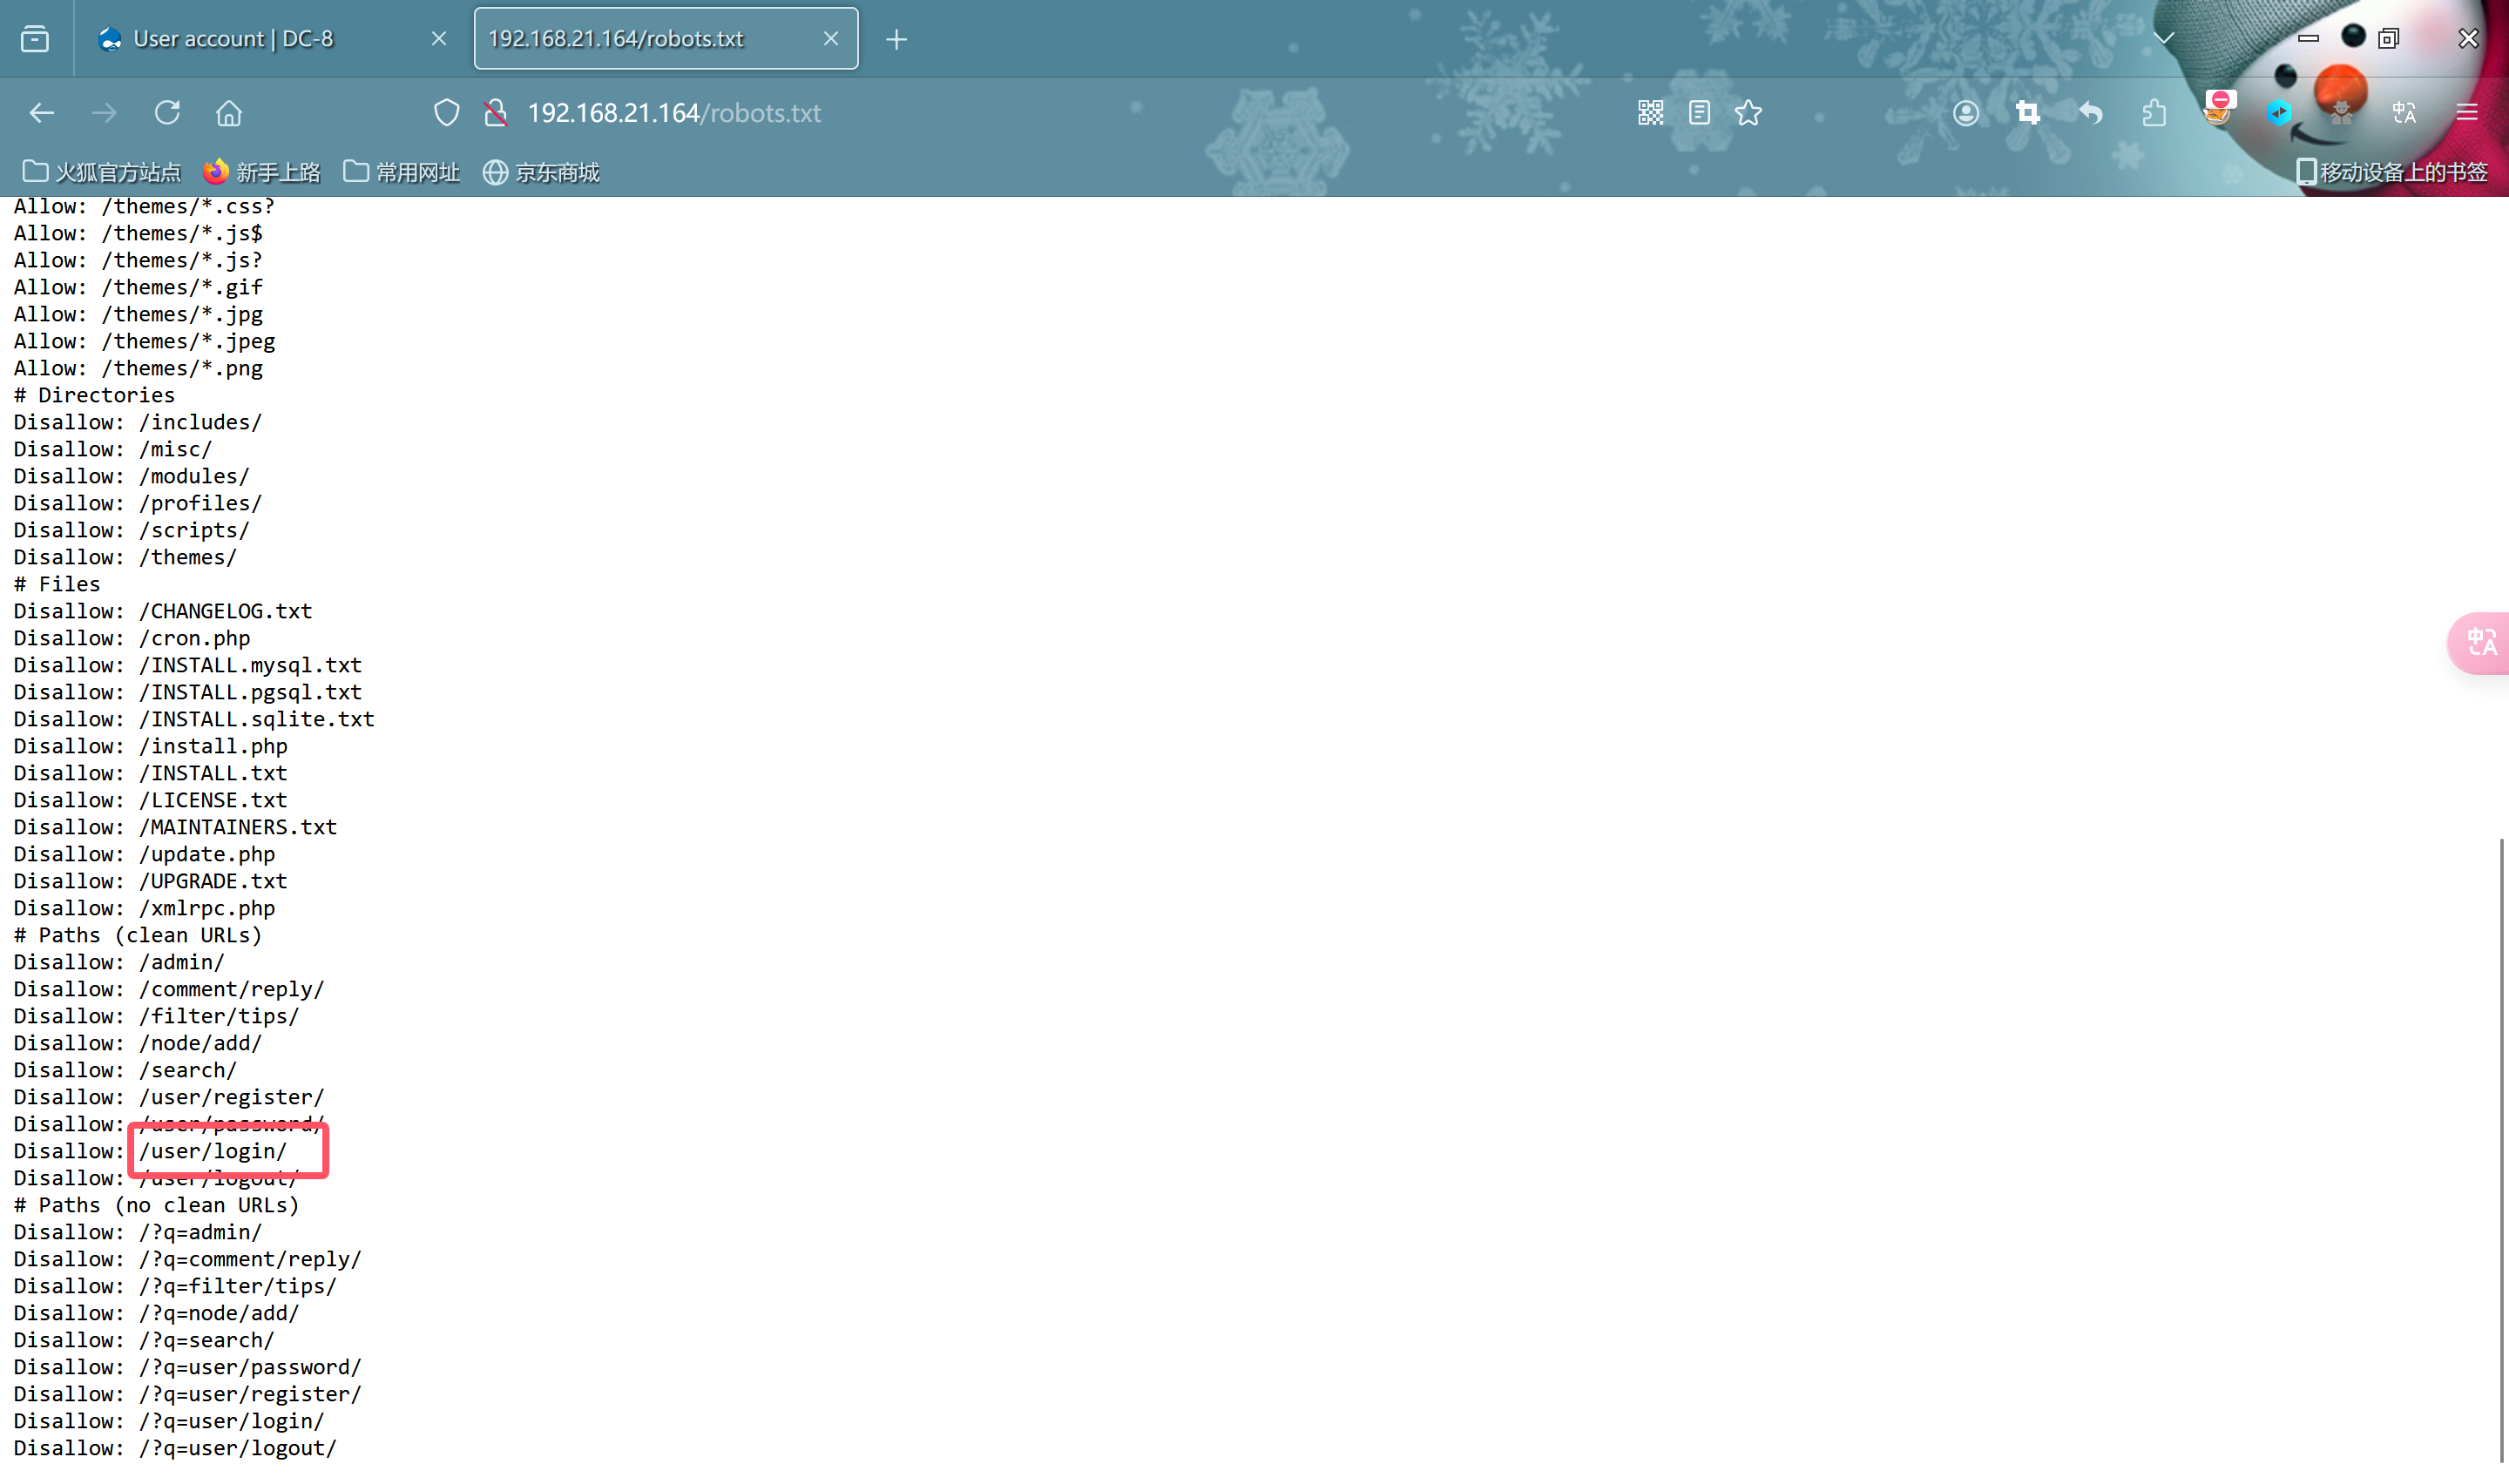 User account | DC-8
192.168.21.164/robots.txt
192.168.21.164/robots.txt
火狐官方站点
新手上路
常用网址
京东商城
移动设备上的书签
Allow: /themes/*.css?
Allow: /themes/*.js$
Allow: /themes/*.js?
Allow: /themes/*.gif
Allow: /themes/*.jpg
Allow: /themes/*.jpeg
Allow: /themes/*.png
# Directories
Disallow: /includes/
Disallow: /misc/
Disallow: /modules/
Disallow: /profiles/
Disallow: /scripts/
Disallow: /themes/
# Files
Disallow: /CHANGELOG.txt
Disallow: /cron.php
Disallow: /INSTALL.mysql.txt
Disallow: /INSTALL.pgsql.txt
Disallow: /INSTALL.sqlite.txt
Disallow: /install.php
Disallow: /INSTALL.txt
Disallow: /LICENSE.txt
Disallow: /MAINTAINERS.txt
Disallow: /update.php
Disallow: /UPGRADE.txt
Disallow: /xmlrpc.php
# Paths (clean URLs)
Disallow: /admin/
Disallow: /comment/reply/
Disallow: /filter/tips/
Disallow: /node/add/
Disallow: /search/
Disallow: /user/register/
Disallow: /user/password/
Disallow: /user/login/
Disallow: /user/logout/
# Paths (no clean URLs)
Disallow: /?q=admin/
Disallow: /?q=comment/reply/
Disallow: /?q=filter/tips/
Disallow: /?q=node/add/
Disallow: /?q=search/
Disallow: /?q=user/password/
Disallow: /?q=user/register/
Disallow: /?q=user/login/
Disallow: /?q=user/logout/